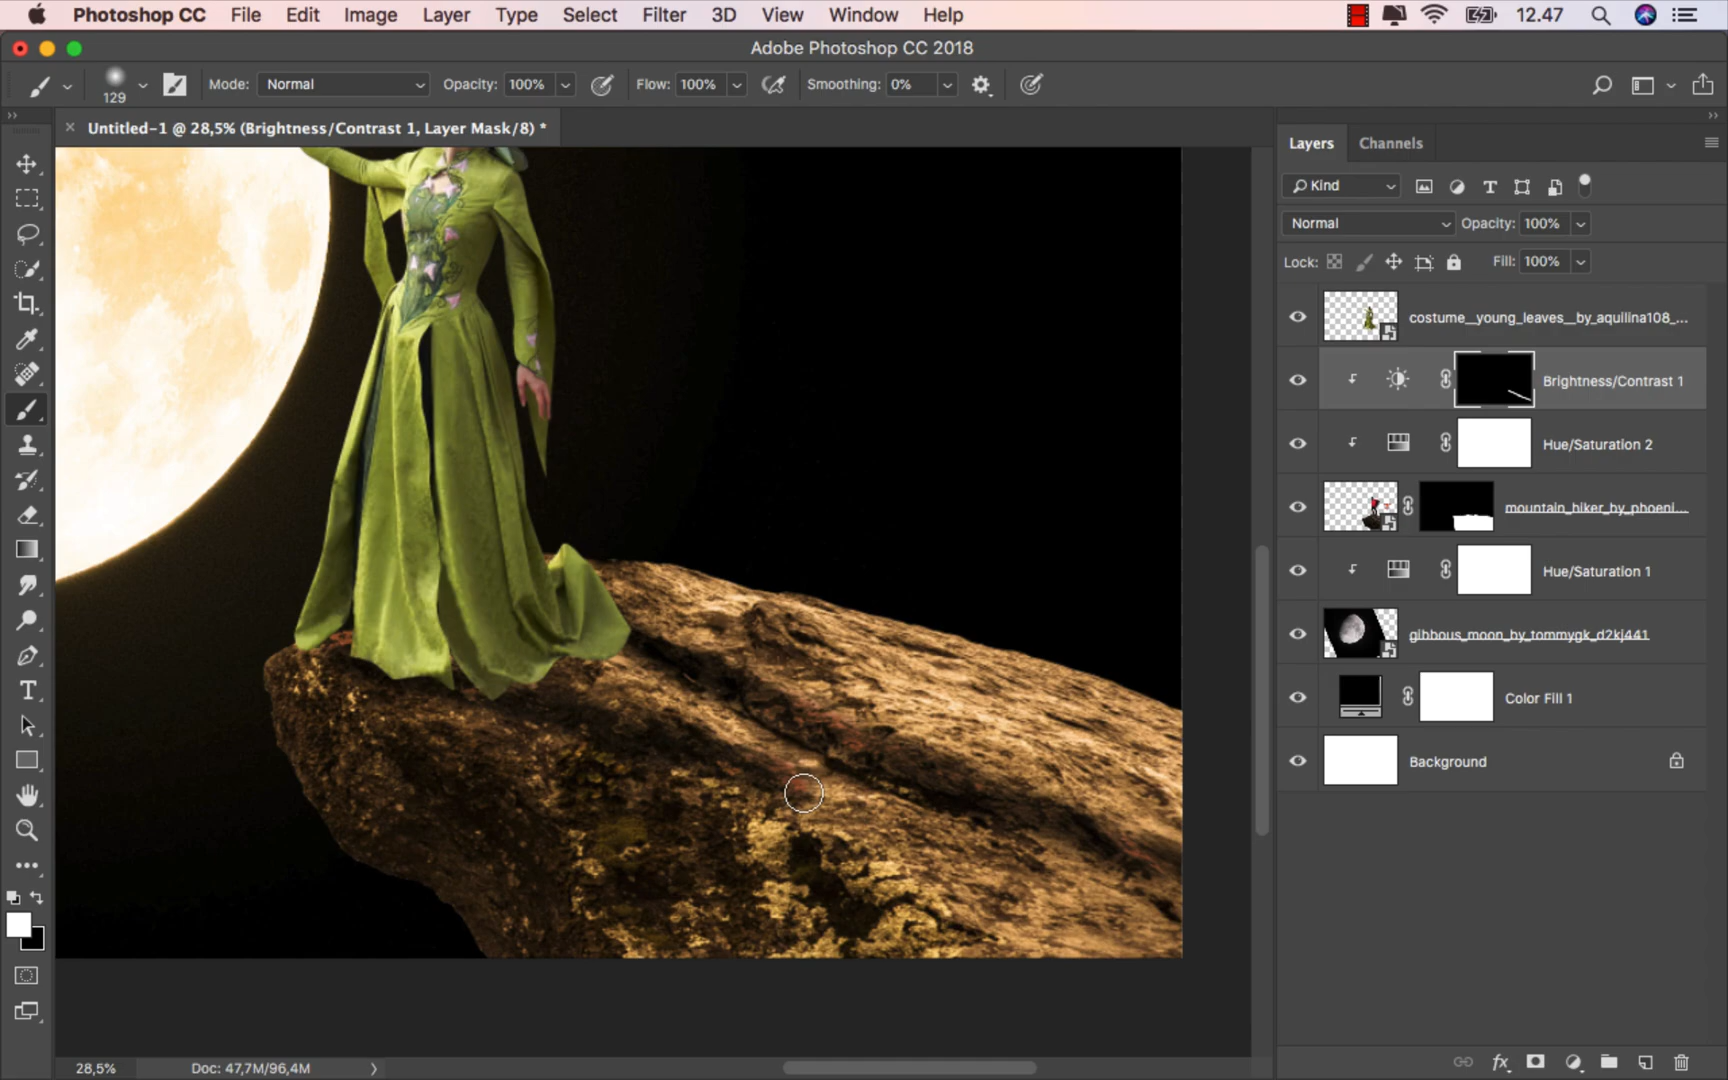 Photoshop CC File Edit Image Layer Type Select Filter 3D View Window Help 12.47
Adobe Photoshop CC 2018
129 Mode: Normal Opacity: 100% Flow: 100% Smoothing: 0%
Untitled-1 @ 28,5% (Brightness/Contrast 1, Layer Mask/8) *
Layers Channels
Kind
Normal Opacity: 100%
Lock: Fill: 100%
costume__young_leaves__by_aquilina108_...
Brightness/Contrast 1
Hue/Saturation 2
mountain_hiker_by_phoeni...
Hue/Saturation 1
gibbous_moon_by_tommygk_d2kj441
Color Fill 1
Background
28,5% Doc: 47,7M/96,4M